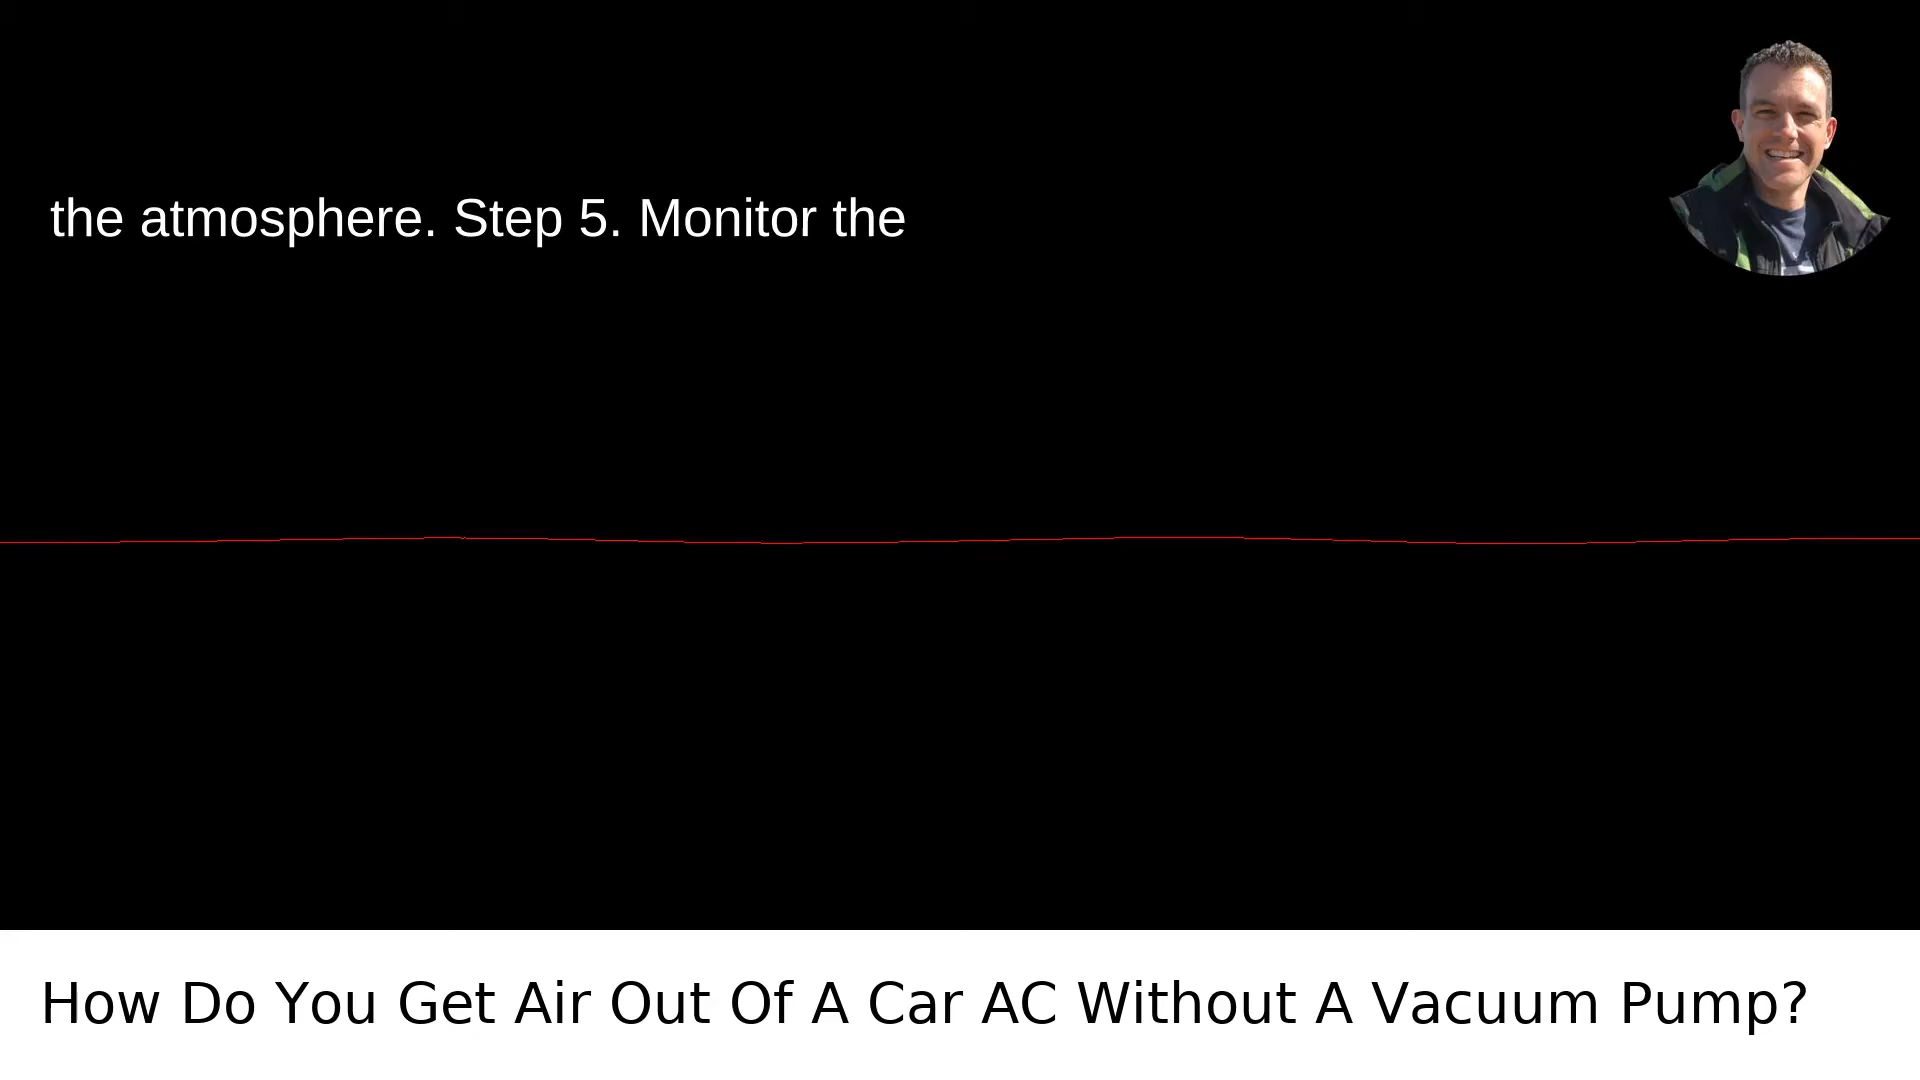 the atmosphere. Step 5. Monitor the
How Do You Get Air Out Of A Car AC Without A Vacuum Pump?